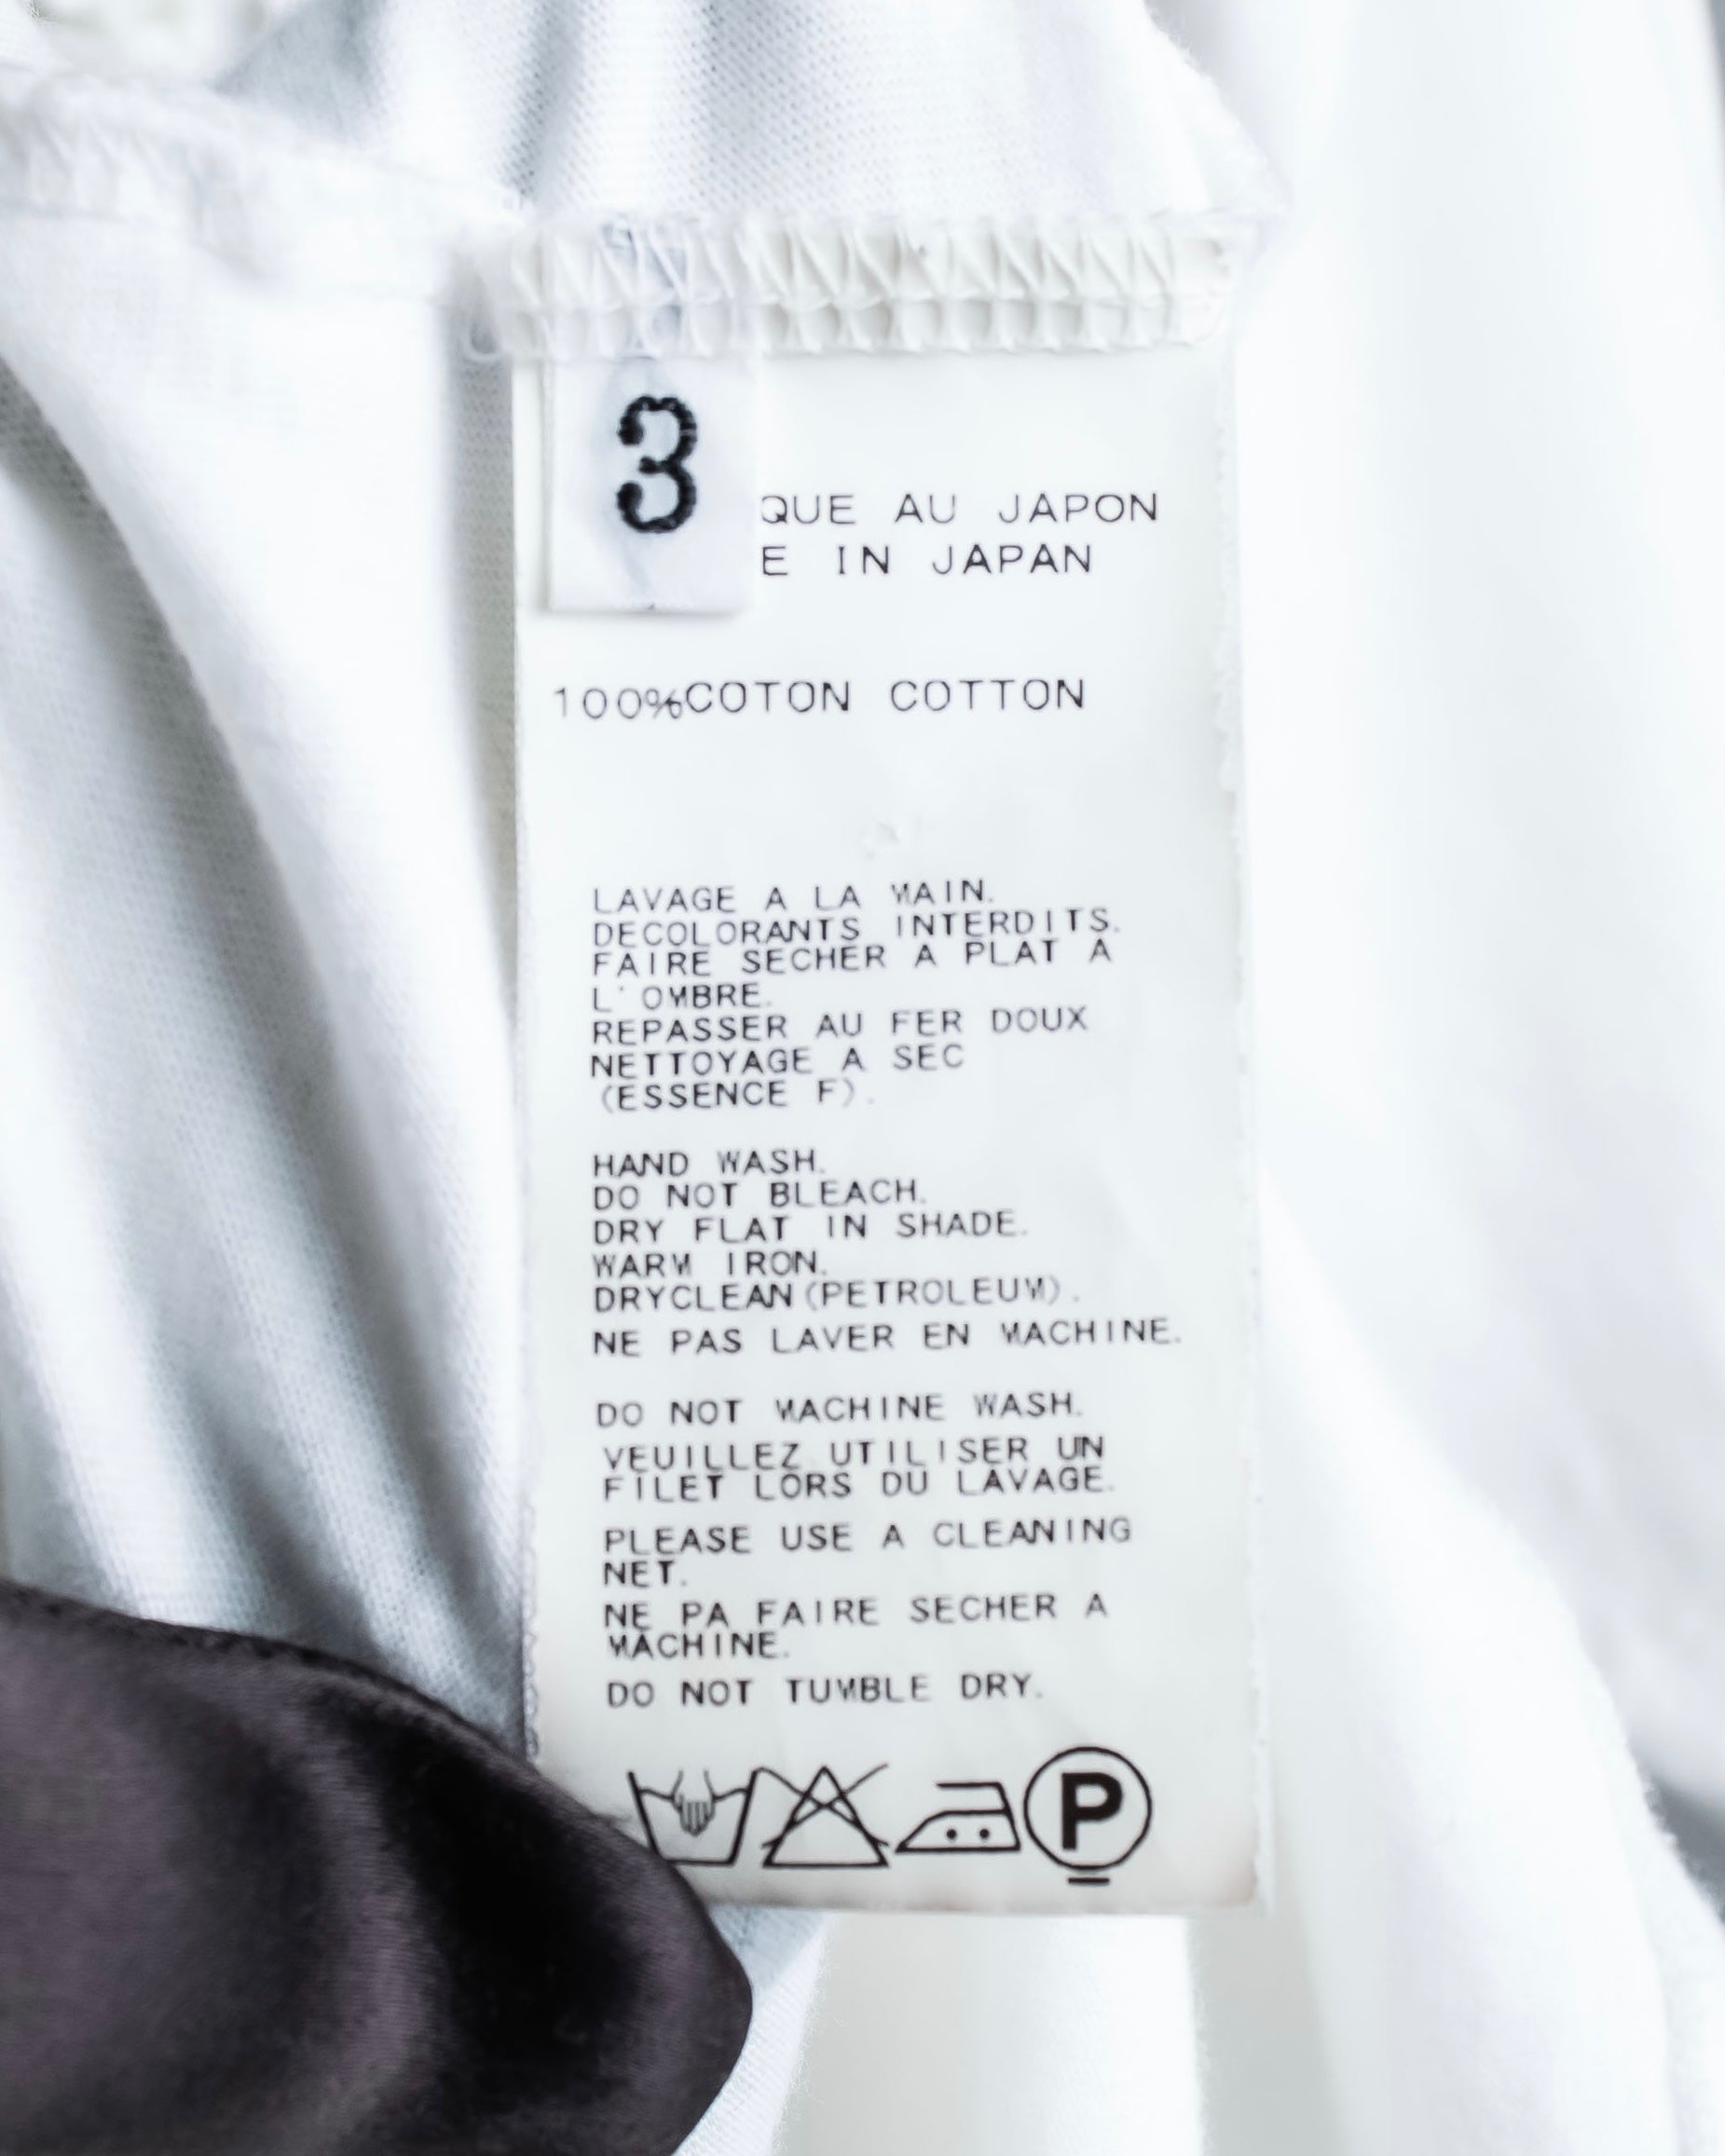 3
QUE AU JAPON
E IN JAPAN
100%COTON COTTON
LAVAGE A LA MAIN.
DECOLORANTS INTERDITS.
FAIRE SECHER A PLAT A
L'OMBRE.
REPASSER AU FER DOUX
NETTOYAGE A SEC
(ESSENCE F).
HAND WASH.
DO NOT BLEACH.
DRY FLAT IN SHADE.
WARM IRON.
DRYCLEAN(PETROLEUM).
NE PAS LAVER EN MACHINE.
DO NOT MACHINE WASH.
VEUILLEZ UTILISER UN
FILET LORS DU LAVAGE.
PLEASE USE A CLEANING
NET.
NE PA FAIRE SECHER A
MACHINE.
DO NOT TUMBLE DRY.
P